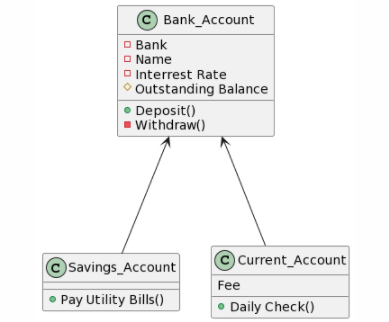 C Bank_Account
Bank
Name
Interrest Rate
Outstanding Balance
Deposit()
Withdraw()
C Savings_Account
Pay Utility Bills()
C Current_Account
Fee
Daily Check()